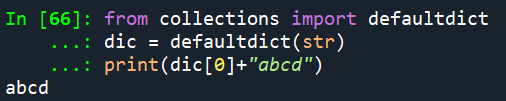 In [66]: from collections import defaultdict
    ...: dic = defaultdict(str)
    ...: print(dic[0]+"abcd")
abcd